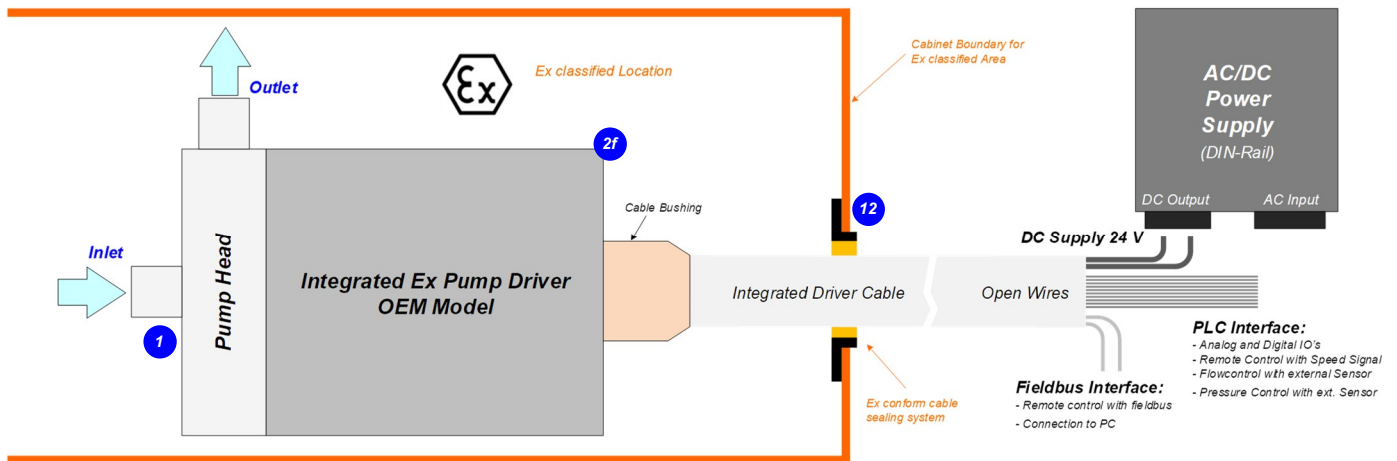 Outlet
Ex
Ex classified Location
Cabinet Boundary for
Ex classified Area
AC/DC
Power
Supply
(DIN-Rail)
DC Output
AC Input
2f
12
Cable Bushing
DC Supply 24 V
Inlet
1
Pump Head
Integrated Ex Pump Driver
OEM Model
Integrated Driver Cable
Open Wires
PLC Interface:
- Analog and Digital IO's
- Remote Control with Speed Signal
- Flowcontrol with external Sensor
- Pressure Control with ext. Sensor
Fieldbus Interface:
- Remote control with fieldbus
- Connection to PC
Ex conform cable
sealing system